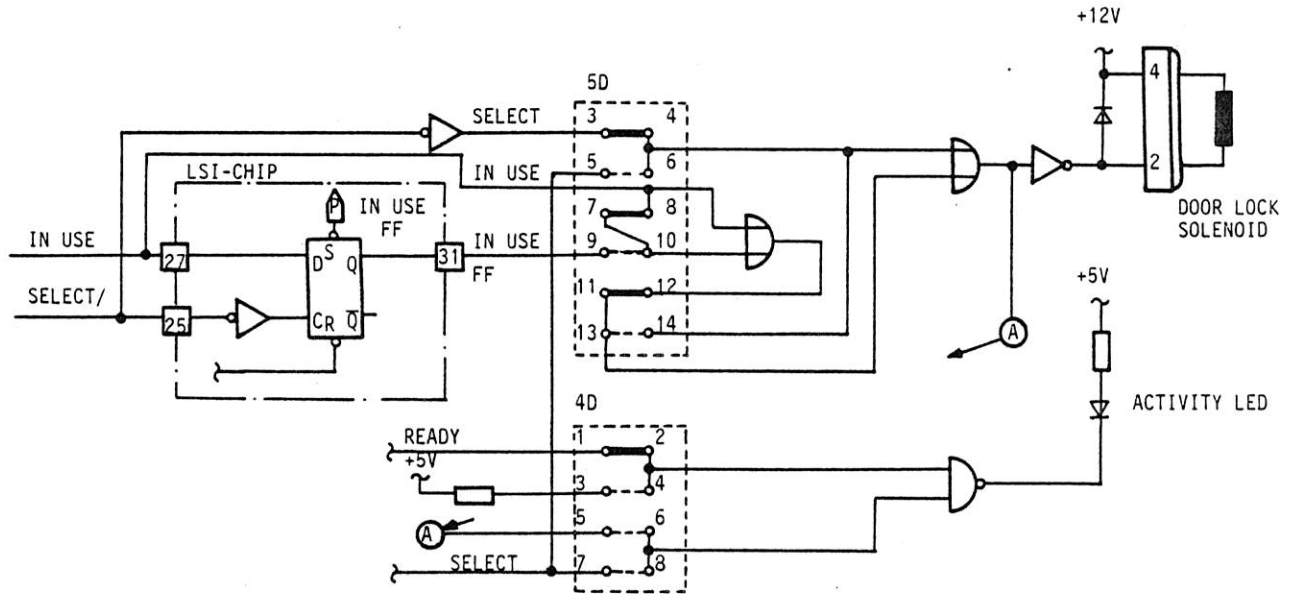 +12V
5D
4
SELECT
3
4
5
6
2
IN USE
LSI-CHIP
P
IN USE
FF
7
8
DOOR LOCK
SOLENOID
IN USE
27
D
S
Q
31
IN USE
FF
9
10
+5V
SELECT/
25
C
R
Q̅
11
12
13
14
A
ACTIVITY LED
4D
READY
1
2
+5V
3
4
5
6
A
SELECT
7
8